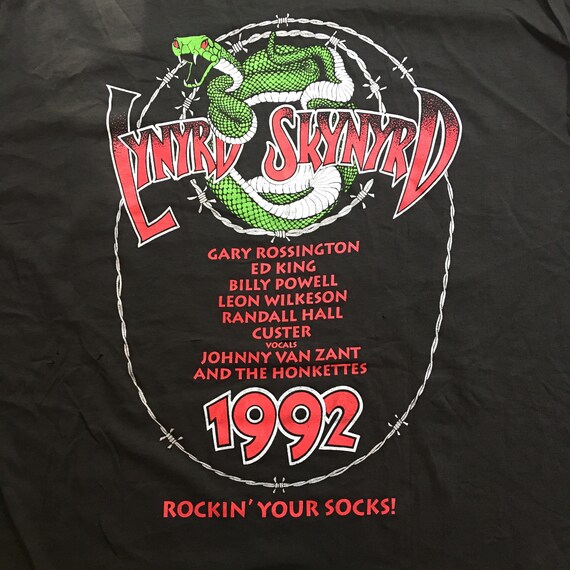 LYNYRD SKYNYRD
GARY ROSSINGTON
ED KING
BILLY POWELL
LEON WILKESON
RANDALL HALL
CUSTER
VOCALS
JOHNNY VAN ZANT
AND THE HONKETTES
1992
ROCKIN' YOUR SOCKS!